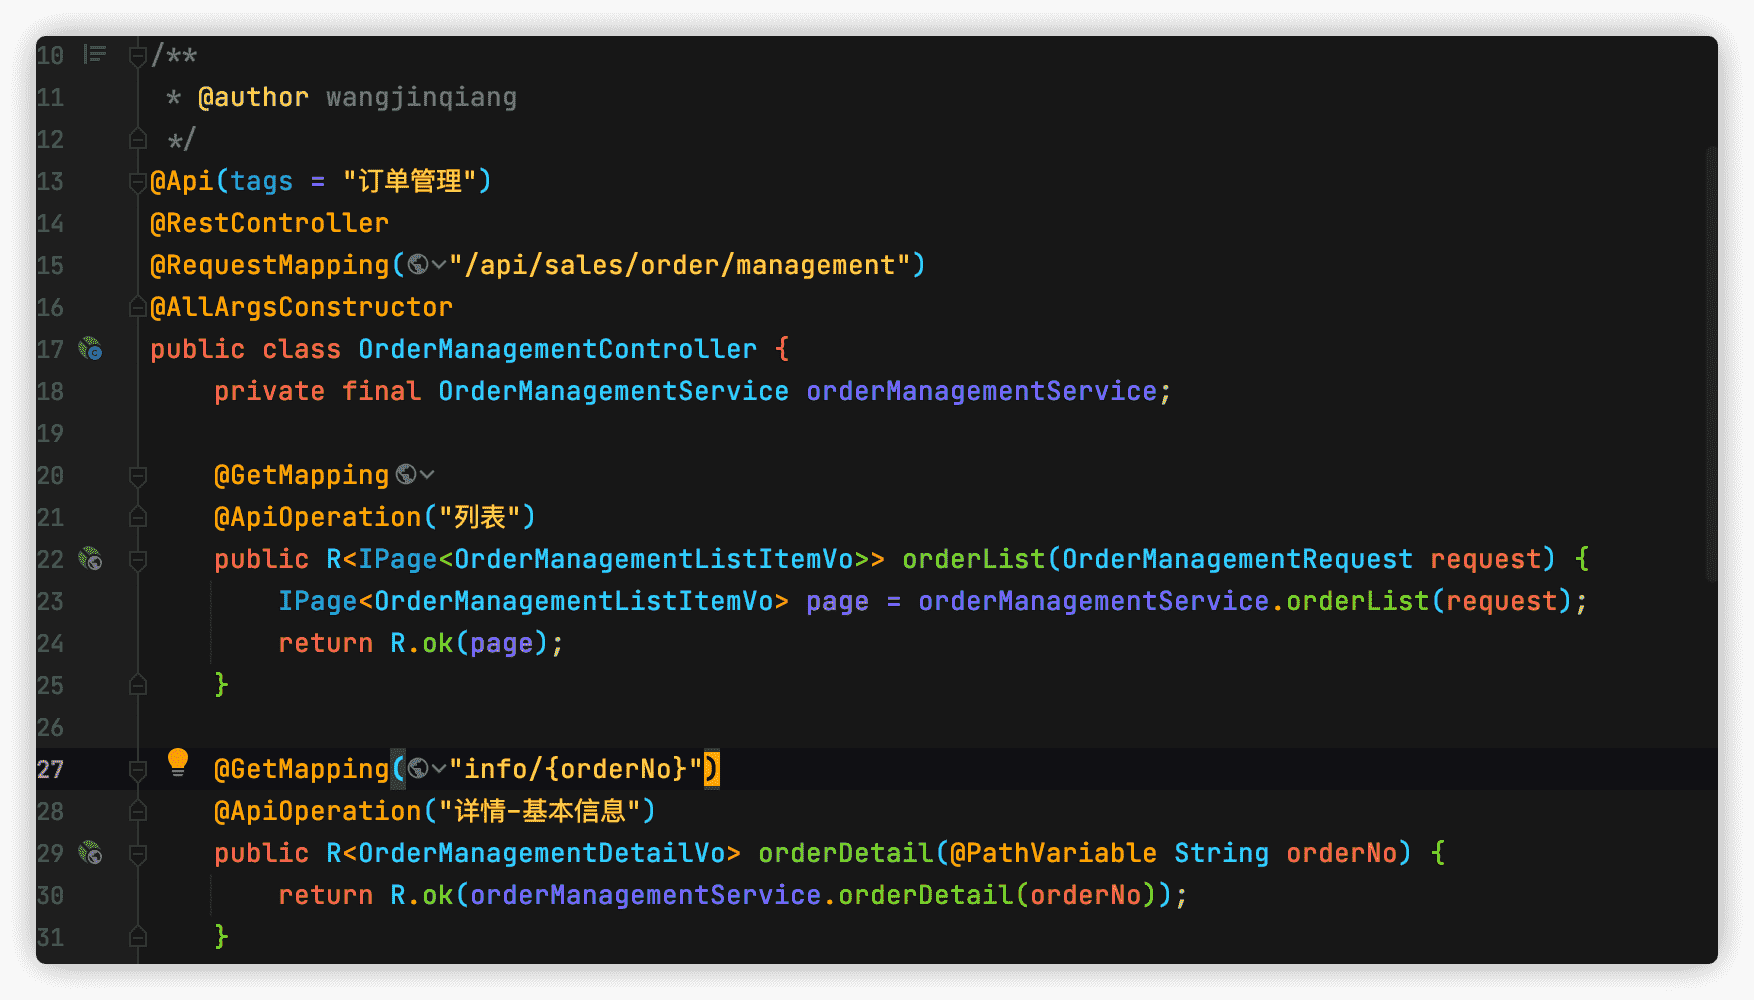 10 /**
11  * @author wangjinqiang
12  */
13 @Api(tags = "订单管理")
14 @RestController
15 @RequestMapping("/api/sales/order/management")
16 @AllArgsConstructor
17 public class OrderManagementController {
18     private final OrderManagementService orderManagementService;
19
20     @GetMapping
21     @ApiOperation("列表")
22     public R<IPage<OrderManagementListItemVo>> orderList(OrderManagementRequest request) {
23         IPage<OrderManagementListItemVo> page = orderManagementService.orderList(request);
24         return R.ok(page);
25     }
26
27     @GetMapping("info/{orderNo}")
28     @ApiOperation("详情-基本信息")
29     public R<OrderManagementDetailVo> orderDetail(@PathVariable String orderNo) {
30         return R.ok(orderManagementService.orderDetail(orderNo));
31     }